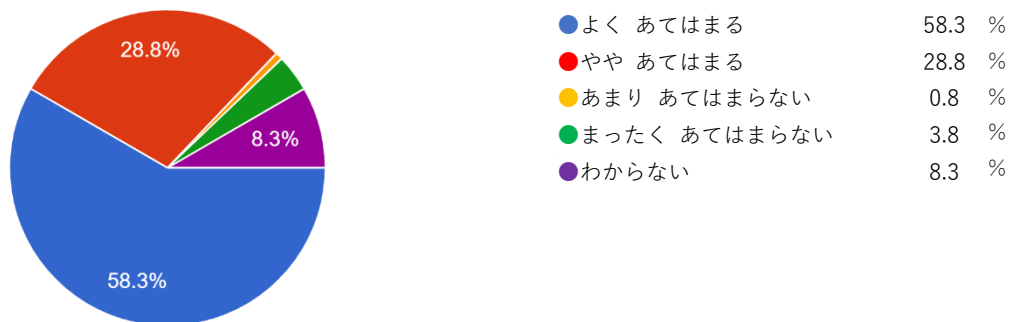 28.8%
8.3%
58.3%
よく あてはまる 58.3 %
やや あてはまる 28.8 %
あまり あてはまらない 0.8 %
まったく あてはまらない 3.8 %
わからない 8.3 %